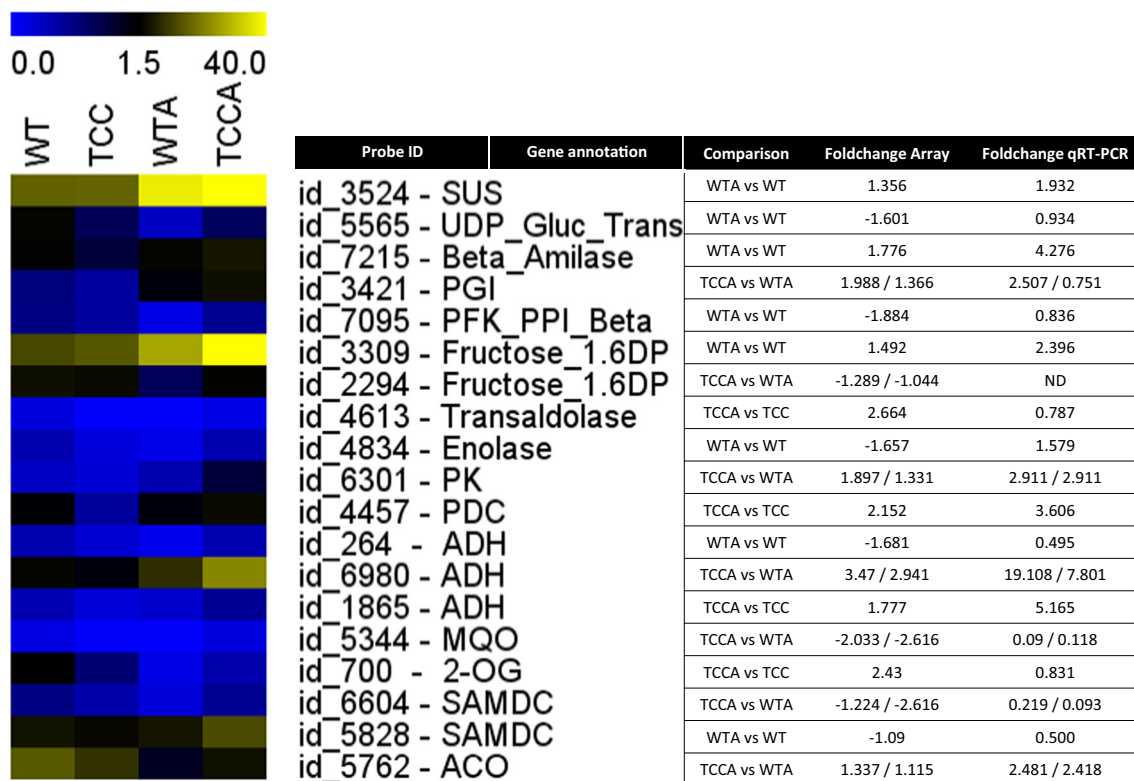 0.0 1.5 40.0
WT TCC WTA TCCA
Probe ID Gene annotation Comparison Foldchange Array Foldchange qRT-PCR
id_3524 - SUS WTA vs WT 1.356 1.932
id_5565 - UDP_Gluc_Trans WTA vs WT -1.601 0.934
id_7215 - Beta_Amilase WTA vs WT 1.776 4.276
id_3421 - PGI TCCA vs WTA 1.988 / 1.366 2.507 / 0.751
id_7095 - PFK_PPI_Beta WTA vs WT -1.884 0.836
id_3309 - Fructose_1.6DP WTA vs WT 1.492 2.396
id_2294 - Fructose_1.6DP TCCA vs WTA -1.289 / -1.044 ND
id_4613 - Transaldolase TCCA vs TCC 2.664 0.787
id_4834 - Enolase WTA vs WT -1.657 1.579
id_6301 - PK TCCA vs WTA 1.897 / 1.331 2.911 / 2.911
id_4457 - PDC TCCA vs TCC 2.152 3.606
id_264 - ADH WTA vs WT -1.681 0.495
id_6980 - ADH TCCA vs WTA 3.47 / 2.941 19.108 / 7.801
id_1865 - ADH TCCA vs TCC 1.777 5.165
id_5344 - MQO TCCA vs WTA -2.033 / -2.616 0.09 / 0.118
id_700 - 2-OG TCCA vs TCC 2.43 0.831
id_6604 - SAMDC TCCA vs WTA -1.224 / -2.616 0.219 / 0.093
id_5828 - SAMDC WTA vs WT -1.09 0.500
id_5762 - ACO TCCA vs WTA 1.337 / 1.115 2.481 / 2.418